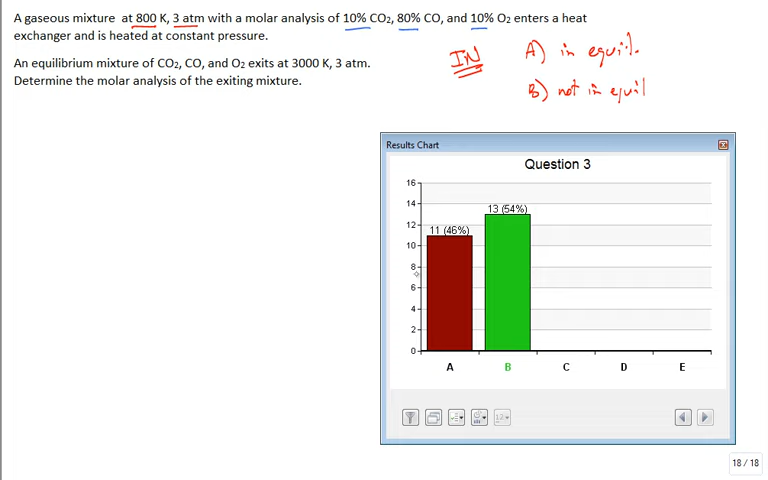 A gaseous mixture at 800 K, 3 atm with a molar analysis of 10% CO₂, 80% CO, and 10% O₂ enters a heat
exchanger and is heated at constant pressure.
An equilibrium mixture of CO₂, CO, and O₂ exits at 3000 K, 3 atm.
Determine the molar analysis of the exiting mixture.
IN
A) in equil.
B) not in equil
Results Chart
Question 3
16
14
12
10
8
6
4
2
0
11 (46%)
13 (54%)
A B C D E
18 / 18